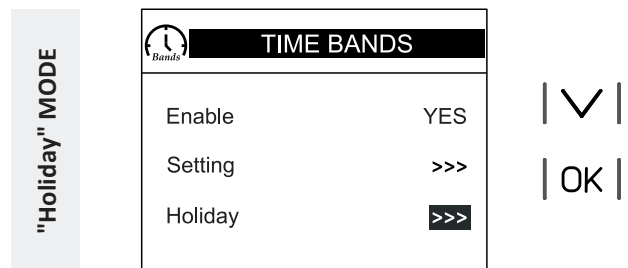 "Holiday" MODE
Bands
TIME BANDS
Enable YES
Setting >>>
Holiday >>>
OK